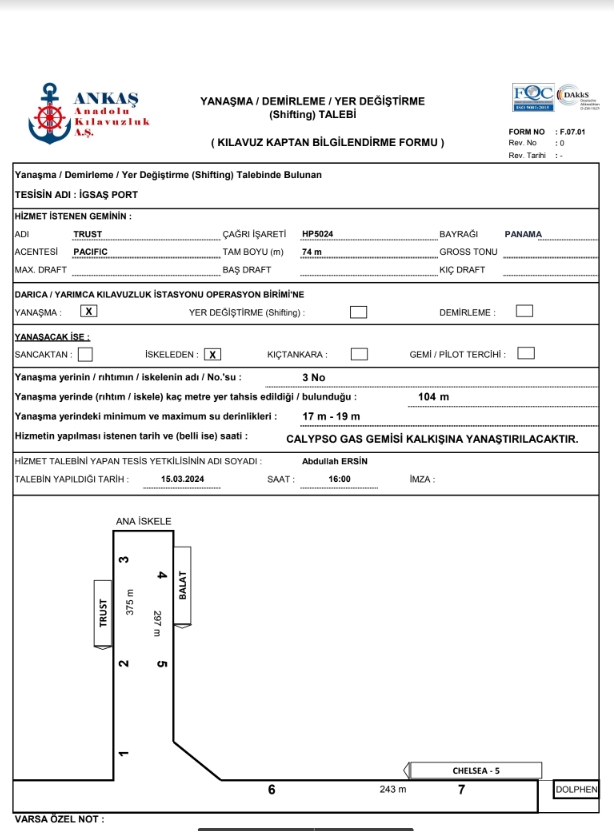 ANKAŞ
Anadolu
Kılavuzluk
A.Ş.
YANAŞMA / DEMİRLEME / YER DEĞİŞTİRME
(Shifting) TALEBİ
( KILAVUZ KAPTAN BİLGİLENDİRME FORMU )
FQC
ISO 9001: 2015
DAkkS
FORM NO : F.07.01
Rev. No : 0
Rev. Tarihi : -
Yanaşma / Demirleme / Yer Değiştirme (Shifting) Talebinde Bulunan
TESİSİN ADI : İGSAŞ PORT
HİZMET İSTENEN GEMİNİN :
ADI TRUST ÇAĞRI İŞARETİ HP5024 BAYRAĞI PANAMA
ACENTESİ PACIFIC TAM BOYU (m) 74 m GROSS TONU
MAX. DRAFT BAŞ DRAFT KIÇ DRAFT
DARICA / YARIMCA KILAVUZLUK İSTASYONU OPERASYON BİRİMİ'NE
YANAŞMA : X YER DEĞİŞTİRME (Shifting) : DEMİRLEME :
YANAŞACAK İSE :
SANCAKTAN : İSKELEDEN : X KIÇTANKARA : GEMİ / PİLOT TERCİHİ :
Yanaşma yerinin / rıhtımın / iskelenin adı / No.'su : 3 No
Yanaşma yerinde (rıhtım / iskele) kaç metre yer tahsis edildiği / bulunduğu : 104 m
Yanaşma yerindeki minimum ve maximum su derinlikleri : 17 m - 19 m
Hizmetin yapılması istenen tarih ve (belli ise) saati : CALYPSO GAS GEMİSİ KALKIŞINA YANAŞTIRILACAKTIR.
HİZMET TALEBİNİ YAPAN TESİS YETKİLİSİNİN ADI SOYADI : Abdullah ERSİN
TALEBİN YAPILDIĞI TARİH : 15.03.2024 SAAT : 16:00 İMZA :
ANA İSKELE
3
4
BALAT
TRUST
375 m
297 m
2
5
1
CHELSEA - 5
6
243 m
7
DOLPHEN
VARSA ÖZEL NOT :